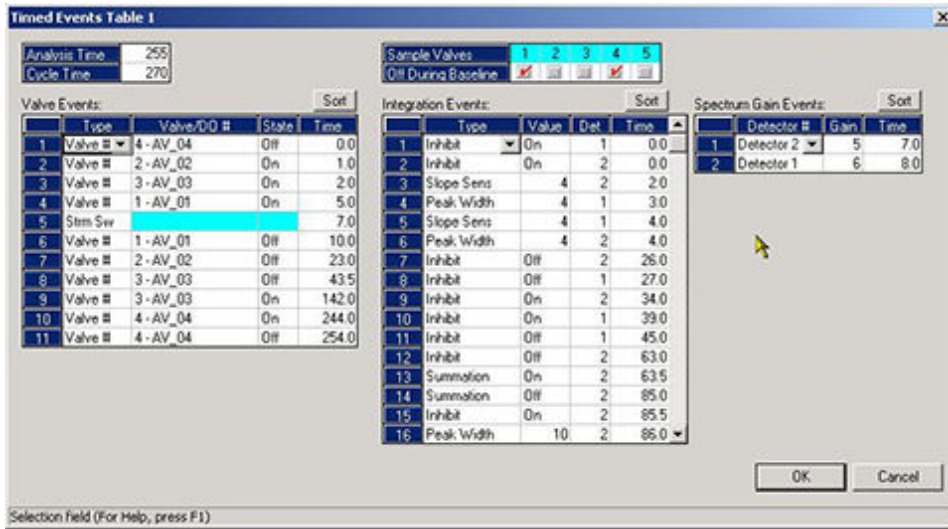 Timed Events Table 1
Analysis Time 255
Cycle Time 270
Sample Valves 1 2 3 4 5
Off During Baseline
Valve Events: Sort
Type Valve/DO # State Time
1 Valve # 4 - AV_04 Off 0.0
2 Valve # 2 - AV_02 On 1.0
3 Valve # 3 - AV_03 On 2.0
4 Valve # 1 - AV_01 On 5.0
5 Strm Sw 7.0
6 Valve # 1 - AV_01 Off 10.0
7 Valve # 2 - AV_02 Off 23.0
8 Valve # 3 - AV_03 Off 43.5
9 Valve # 3 - AV_03 On 142.0
10 Valve # 4 - AV_04 On 244.0
11 Valve # 4 - AV_04 Off 254.0
Integration Events: Sort
Type Value Det Time
1 Inhibit On 1 0.0
2 Inhibit On 2 0.0
3 Slope Sens 4 2 2.0
4 Peak Width 4 1 3.0
5 Slope Sens 4 1 4.0
6 Peak Width 4 2 4.0
7 Inhibit Off 2 26.0
8 Inhibit Off 1 27.0
9 Inhibit On 2 34.0
10 Inhibit On 1 39.0
11 Inhibit Off 1 45.0
12 Inhibit Off 2 63.0
13 Summation On 2 63.5
14 Summation Off 2 85.0
15 Inhibit On 2 85.5
16 Peak Width 10 2 86.0
Spectrum Gain Events: Sort
Detector # Gain Time
1 Detector 2 5 7.0
2 Detector 1 6 8.0
OK Cancel
Selection field (For Help, press F1)